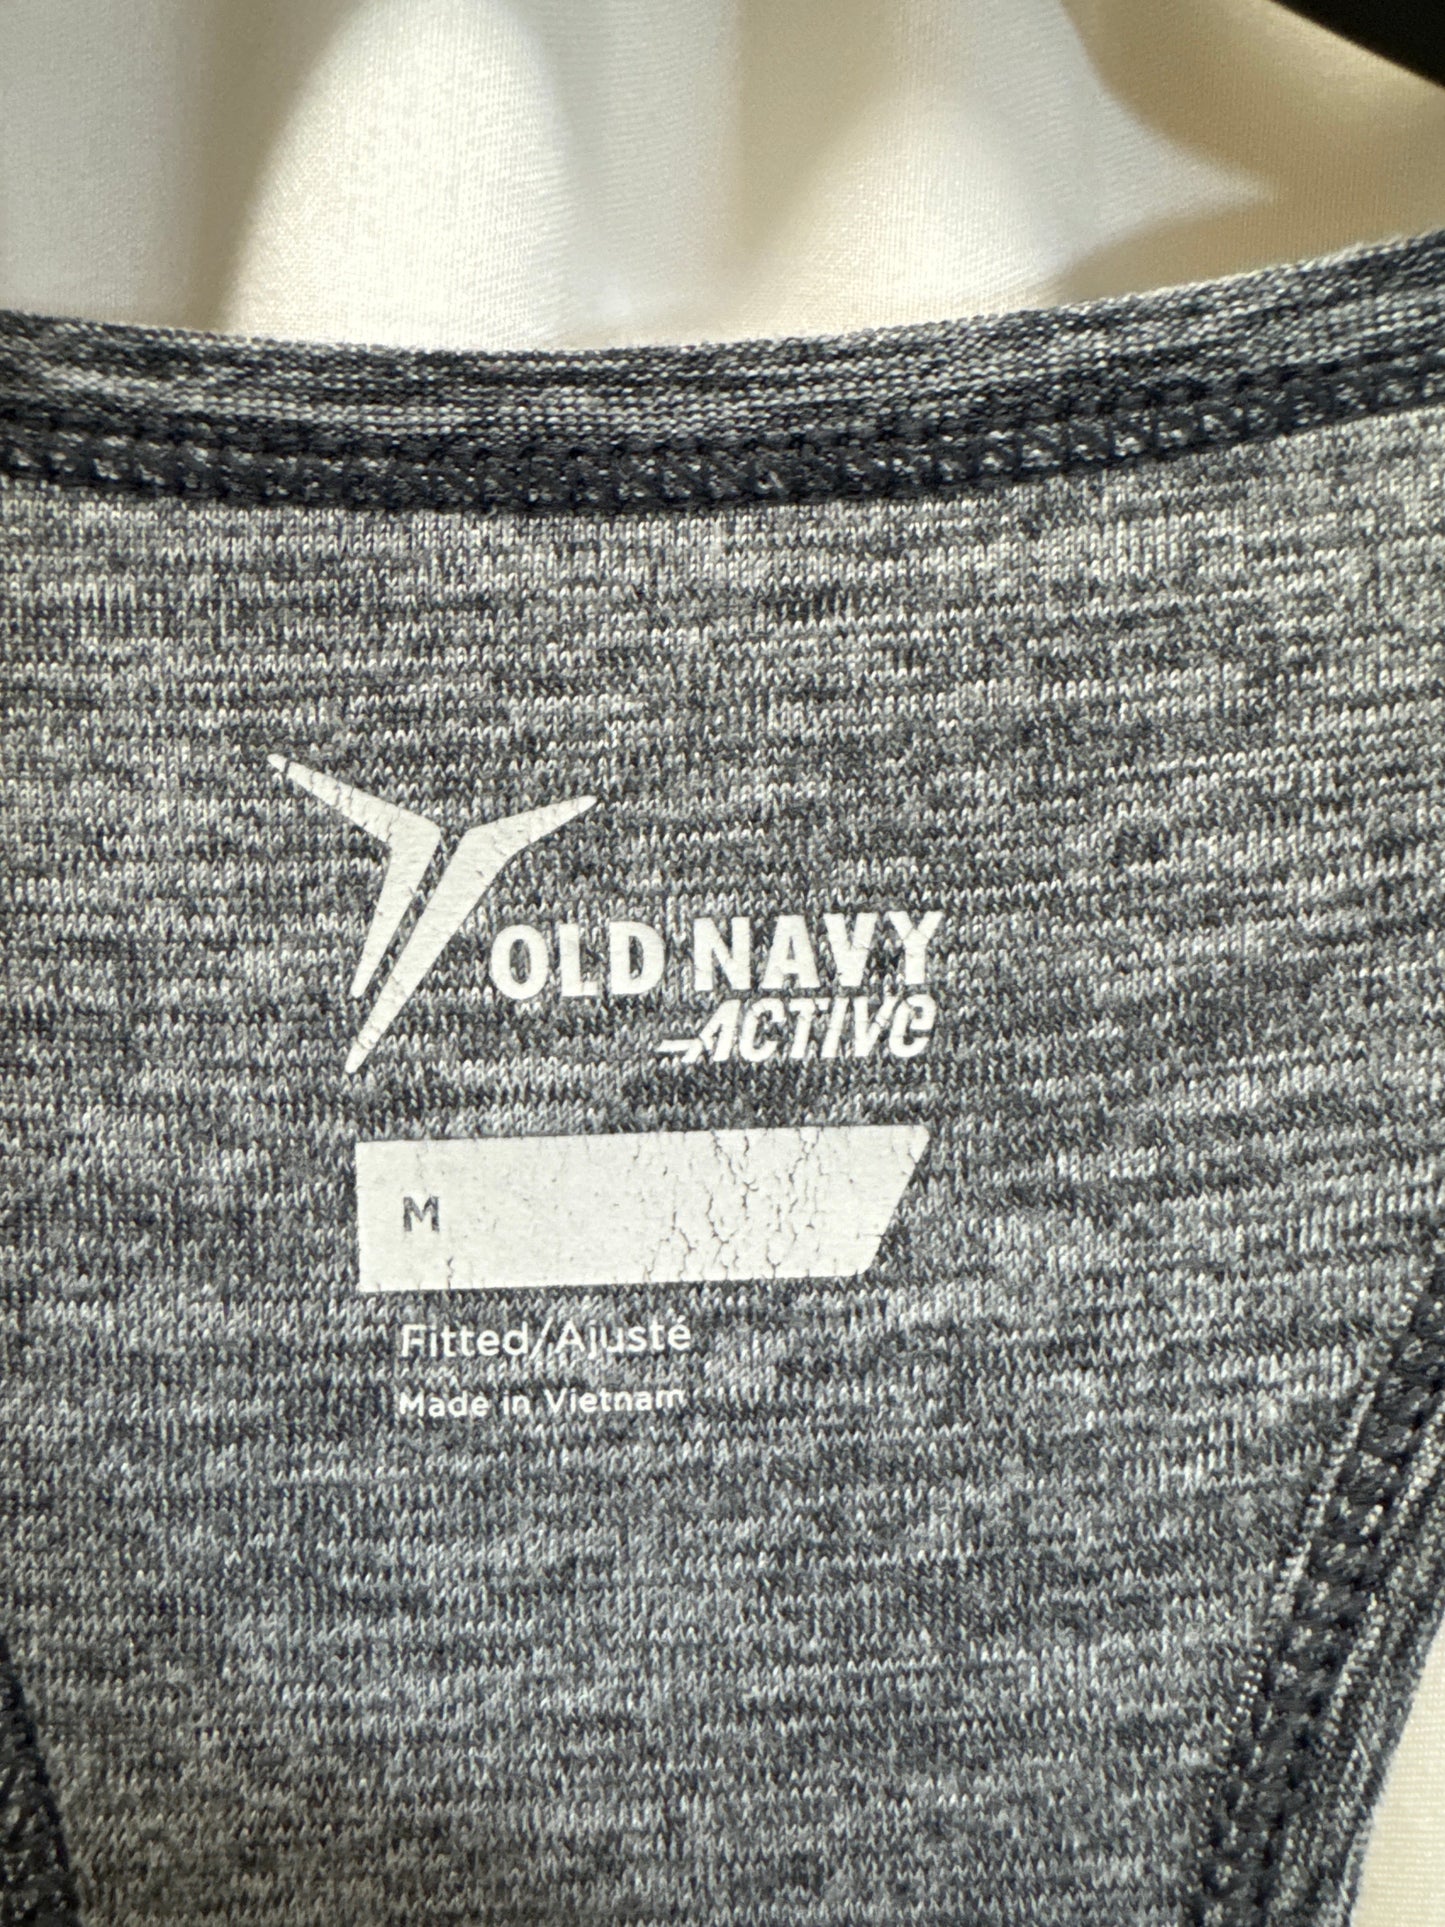 OLD NAVY
ACTIVE
M
Fitted/Ajusté
Made in Vietnam